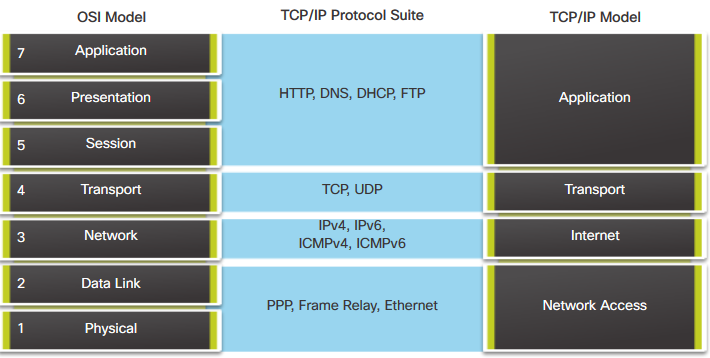 OSI Model
TCP/IP Protocol Suite
TCP/IP Model
7 Application
6 Presentation
5 Session
HTTP, DNS, DHCP, FTP
Application
4 Transport
TCP, UDP
Transport
3 Network
IPv4, IPv6,
ICMPv4, ICMPv6
Internet
2 Data Link
1 Physical
PPP, Frame Relay, Ethernet
Network Access